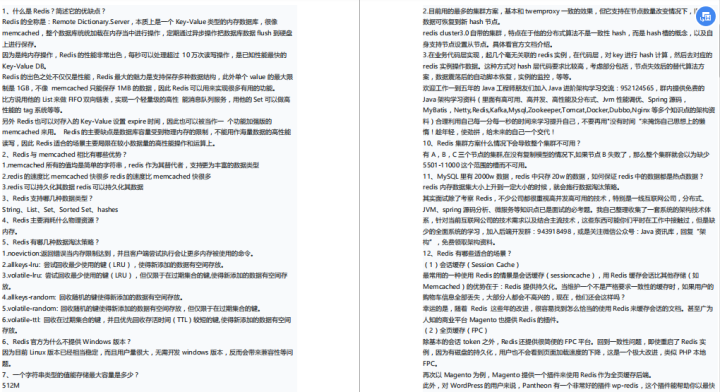 1、什么是 Redis？简述它的优缺点？
Redis 的全称是：Remote Dictionary.Server，本质上是一个 Key-Value 类型的内存数据库，很像
memcached，整个数据库统统加载在内存当中进行操作，定期通过异步操作把数据库数据 flush 到硬盘
上进行保存。
因为是纯内存操作，Redis 的性能非常出色，每秒可以处理超过 10 万次读写操作，是已知性能最快的
Key-Value DB。
Redis 的出色之处不仅仅是性能，Redis 最大的魅力是支持保存多种数据结构，此外单个 value 的最大限
制是 1GB，不像 memcached 只能保存 1MB 的数据，因此 Redis 可以用来实现很多有用的功能。
比方说用他的 List 来做 FIFO 双向链表，实现一个轻量级的高性 能消息队列服务，用他的 Set 可以做高
性能的 tag 系统等等。
另外 Redis 也可以对存入的 Key-Value 设置 expire 时间，因此也可以被当作一 个功能加强版的
memcached 来用。 Redis 的主要缺点是数据库容量受到物理内存的限制，不能用作海量数据的高性能
读写，因此 Redis 适合的场景主要局限在较小数据量的高性能操作和运算上。
2、Redis 与 memcached 相比有哪些优势？
1.memcached 所有的值均是简单的字符串，redis 作为其替代者，支持更为丰富的数据类型
2.redis 的速度比 memcached 快很多 redis 的速度比 memcached 快很多
3.redis 可以持久化其数据 redis 可以持久化其数据
3、Redis 支持哪几种数据类型？
String、List、Set、Sorted Set、hashes
4、Redis 主要消耗什么物理资源？
内存。
5、Redis 有哪几种数据淘汰策略？
1.noeviction:返回错误当内存限制达到，并且客户端尝试执行会让更多内存被使用的命令。
2.allkeys-lru: 尝试回收最少使用的键（LRU），使得新添加的数据有空间存放。
3.volatile-lru: 尝试回收最少使用的键（LRU），但仅限于在过期集合的键,使得新添加的数据有空间存
放。
4.allkeys-random: 回收随机的键使得新添加的数据有空间存放。
5.volatile-random: 回收随机的键使得新添加的数据有空间存放，但仅限于在过期集合的键。
6.volatile-ttl: 回收在过期集合的键，并且优先回收存活时间（TTL）较短的键,使得新添加的数据有空间
存放。
6、Redis 官方为什么不提供 Windows 版本？
因为目前 Linux 版本已经相当稳定，而且用户量很大，无需开发 windows 版本，反而会带来兼容性等问
题。
7、一个字符串类型的值能存储最大容量是多少？
512M
2.目前用的最多的集群方案，基本和 twemproxy 一致的效果，但它支持在节点数量改变情况下，
数据可恢复到新 hash 节点。
redis cluster3.0 自带的集群，特点在于他的分布式算法不是一致性 hash，而是 hash 槽的概念，以及自
身支持节点设置从节点。具体看官方文档介绍。
3.在业务代码层实现，起几个毫无关联的 redis 实例，在代码层，对 key 进行 hash 计算，然后去对应的
redis 实例操作数据。这种方式对 hash 层代码要求比较高，考虑部分包括，节点失效后的替代算法方
案，数据震荡后的自动脚本恢复，实例的监控，等等。
欢迎工作一到五年的 Java 工程师朋友们加入 Java 进阶架构学习交流：952124565，群内提供免费的
Java 架构学习资料（里面有高可用、高并发、高性能及分布式、Jvm 性能调优、Spring 源码，
MyBatis，Netty,Redis,Kafka,Mysql,Zookeeper,Tomcat,Docker,Dubbo,Nginx 等多个知识点的架构资
料）合理利用自己每一分每一秒的时间来学习提升自己，不要再用"没有时间 "来掩饰自己思想上的懒
惰！趁年轻，使劲拼，给未来的自己一个交代！
10、Redis 集群方案什么情况下会导致整个集群不可用？
有 A，B，C 三个节点的集群,在没有复制模型的情况下,如果节点 B 失败了，那么整个集群就会以为缺少
5501-11000 这个范围的槽而不可用。
11、MySQL 里有 2000w 数据，redis 中只存 20w 的数据，如何保证 redis 中的数据都是热点数据？
redis 内存数据集大小上升到一定大小的时候，就会施行数据淘汰策略。
其实面试除了考察 Redis，不少公司都很重视高并发高可用的技术，特别是一线互联网公司，分布式、
JVM、spring 源码分析、微服务等知识点已是面试的必考题。我自己整理收集了一套系统的架构技术体
系，针对当前互联网公司的技术需求以及结合主流技术，这些东西可能你们平时在工作中接触过，但是缺
少的全面系统的学习，加入后端开发群：943918498，或是关注微信公众号：Java 资讯库，回复“架
构”，免费领取架构资料。
12、Redis 有哪些适合的场景？
（1）会话缓存（Session Cache）
最常用的一种使用 Redis 的情景是会话缓存（sessioncache），用 Redis 缓存会话比其他存储（如
Memcached）的优势在于：Redis 提供持久化。当维护一个不是严格要求一致性的缓存时，如果用户的
购物车信息全部丢失，大部分人都会不高兴的，现在，他们还会这样吗？
幸运的是，随着 Redis 这些年的改进，很容易找到怎么恰当的使用 Redis 来缓存会话的文档。甚至广为
人知的商业平台 Magento 也提供 Redis 的插件。
（2）全页缓存（FPC）
除基本的会话 token 之外，Redis 还提供很简便的 FPC 平台。回到一致性问题，即使重启了 Redis 实
例，因为有磁盘的持久化，用户也不会看到页面加载速度的下降，这是一个极大改进，类似 PHP 本地
FPC。
再次以 Magento 为例，Magento 提供一个插件来使用 Redis 作为全页缓存后端。
此外，对 WordPress 的用户来说，Pantheon 有一个非常好的插件 wp-redis，这个插件能帮助你以最快